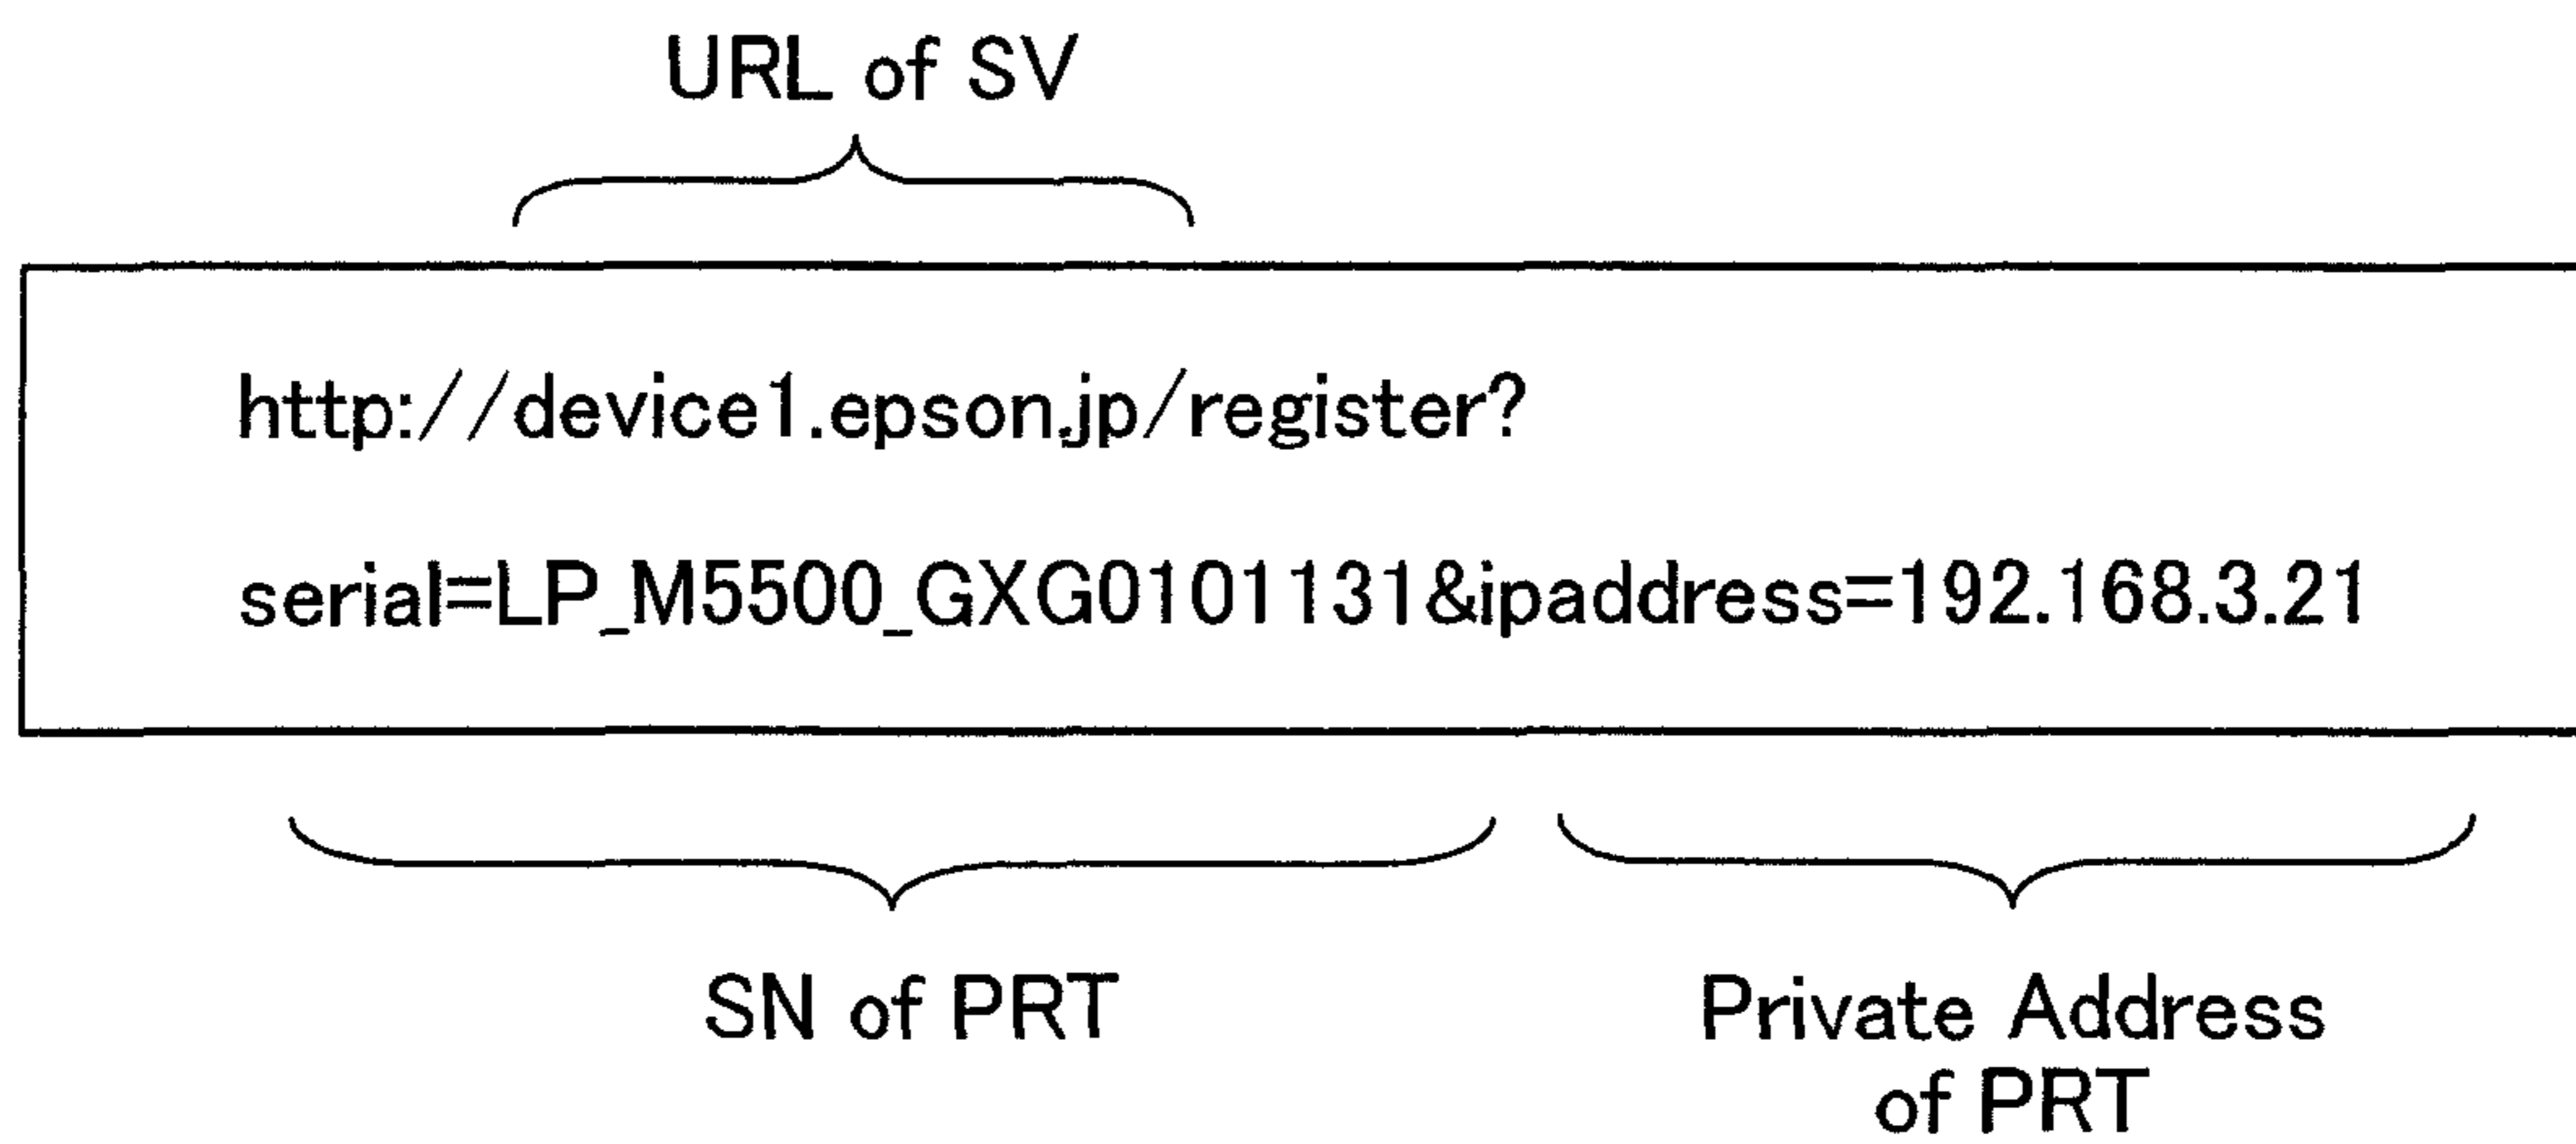 URL of SV
http://device1.epson.jp/register?
serial=LP_M5500_GXG0101131&ipaddress=192.168.3.21
SN of PRT
Private Address
of PRT